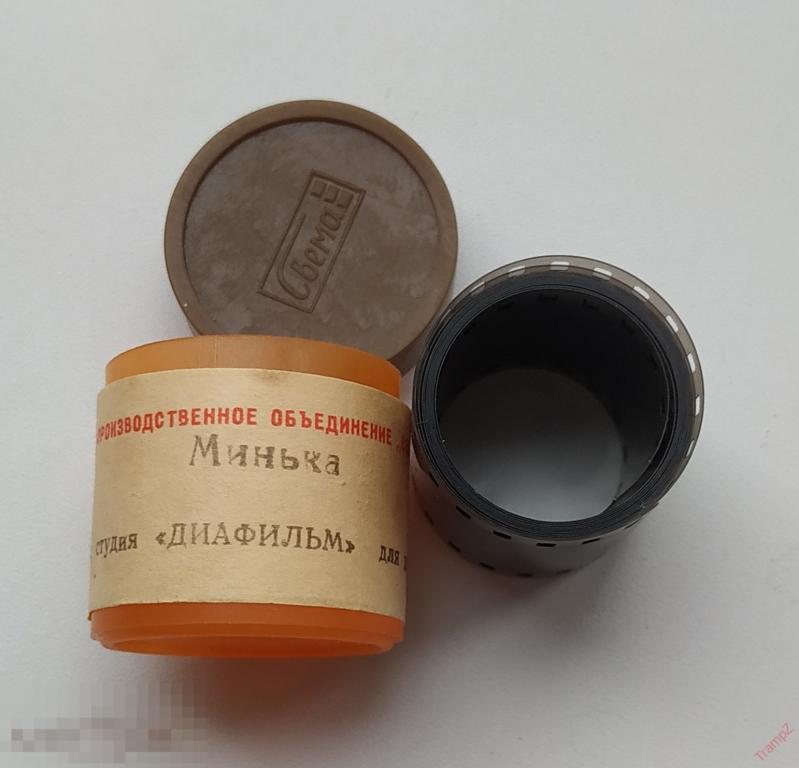 Свема
ПРОИЗВОДСТВЕННОЕ ОБЪЕДИНЕНИЕ
Минька
студия «ДИАФИЛЬМ» для
TrampZ